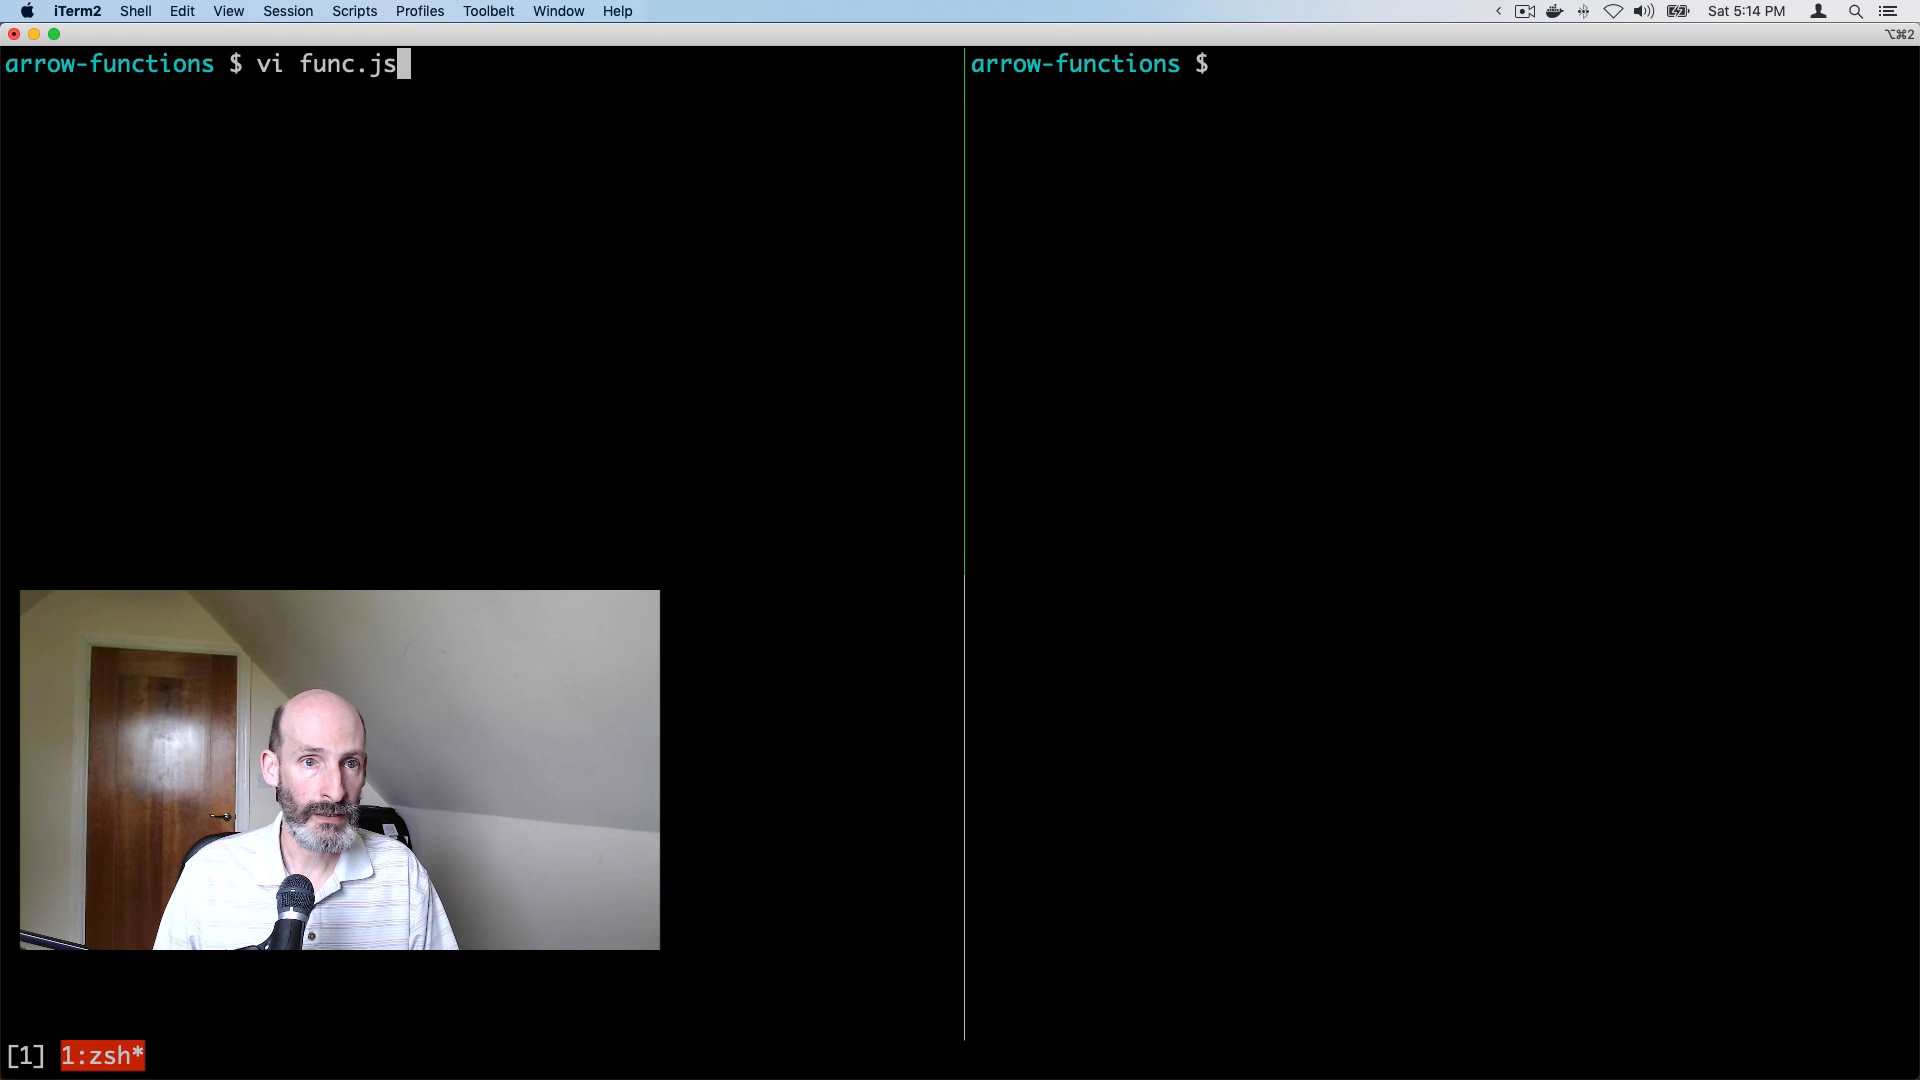 iTerm2 Shell Edit View Session Scripts Profiles Toolbelt Window Help Sat 5:14 PM
⌥⌘2
arrow-functions $ vi func.js
arrow-functions $
[1] 1:zsh*